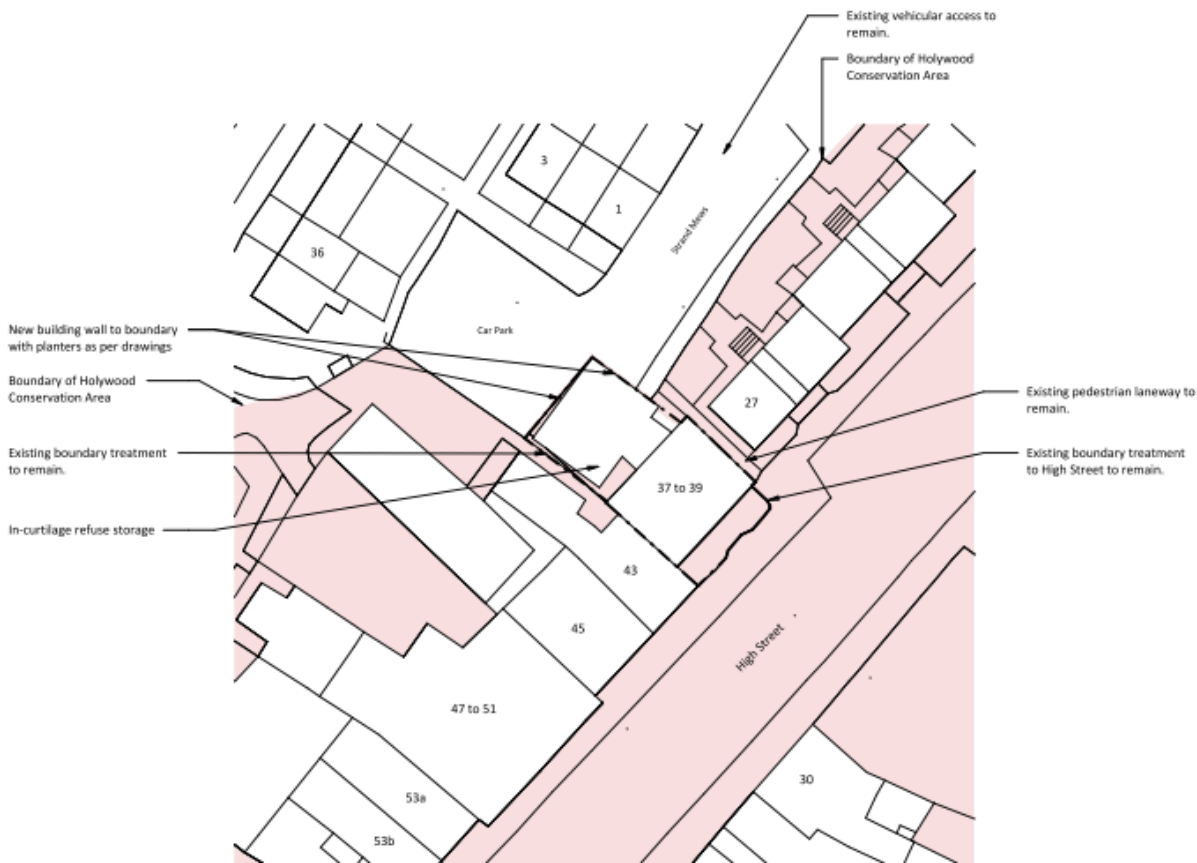 Existing vehicular access to
remain.
Boundary of Holywood
Conservation Area
3
1
Strand Mews
36
New building wall to boundary
with planters as per drawings
Car Park
Boundary of Holywood
Conservation Area
27
Existing pedestrian laneway to
remain.
Existing boundary treatment
to remain.
Existing boundary treatment
to High Street to remain.
37 to 39
In-curtilage refuse storage
43
45
High Street
47 to 51
30
53a
53b